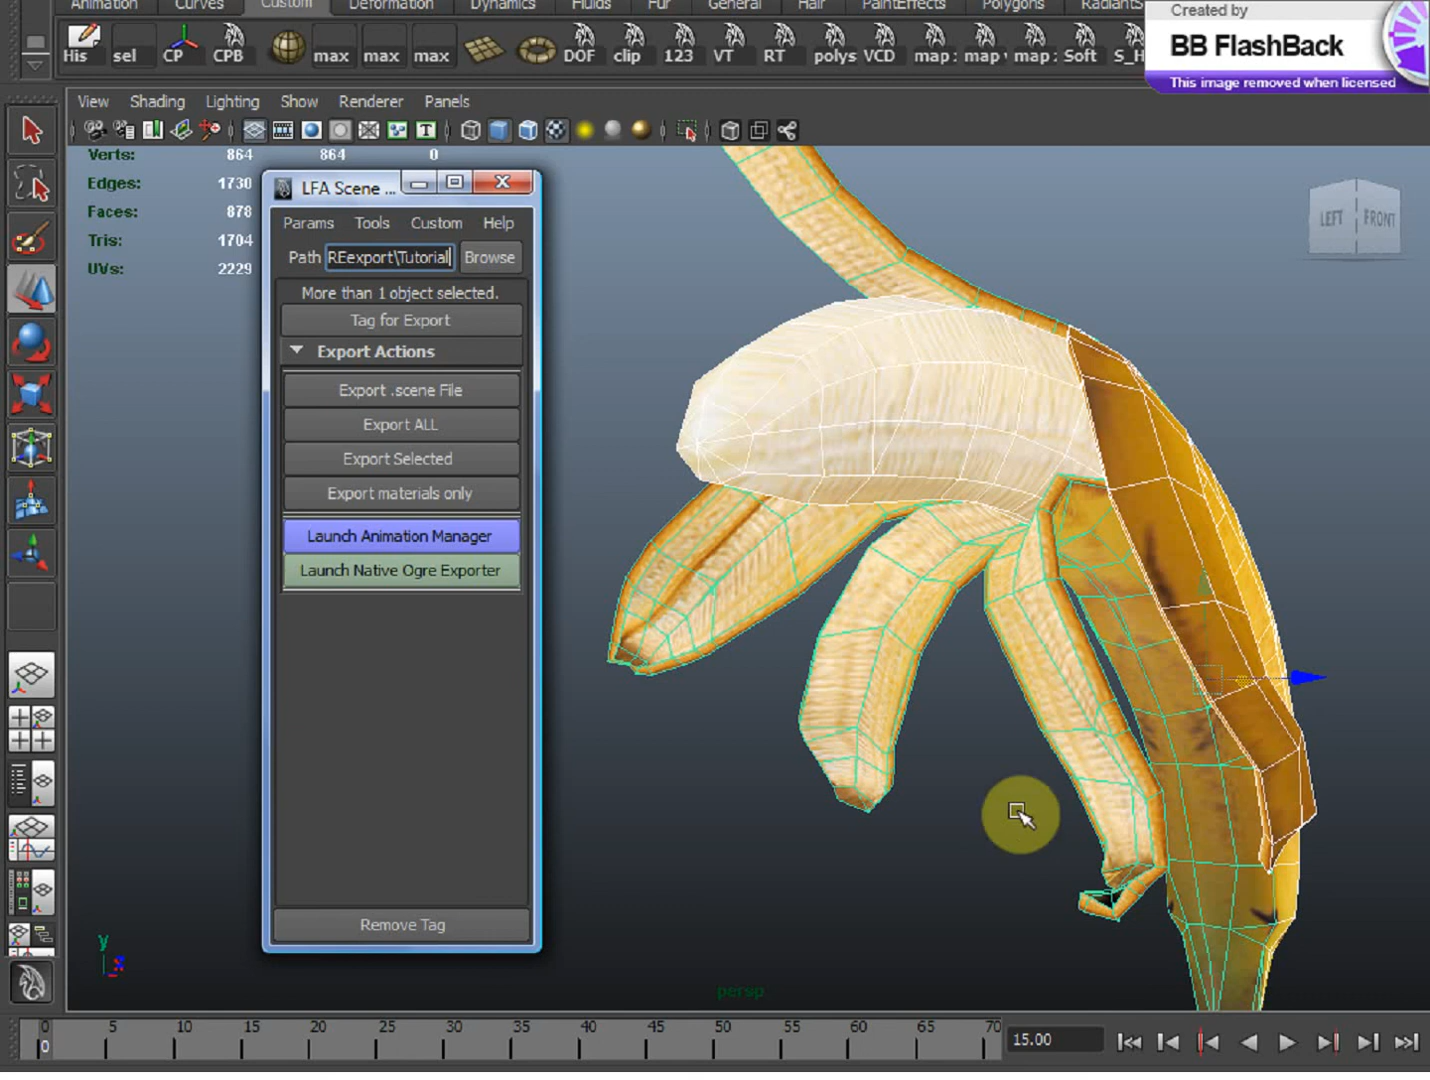 Animation Curves Custom Deformation Dynamics Fluids Fur General Hair PaintEffects Polygons
Created by
BB FlashBack
This image removed when licensed
His sel CP CPB max max max DOF clip 123 VT RT polys VCD map map map Soft S_H
View Shading Lighting Show Renderer Panels
Verts: 864 864 0
Edges: 1730
Faces: 878
Tris: 1704
UVs: 2229
LFA Scene ...
Params Tools Custom Help
Path REexport\Tutorial Browse
More than 1 object selected.
Tag for Export
Export Actions
Export .scene File
Export ALL
Export Selected
Export materials only
Launch Animation Manager
Launch Native Ogre Exporter
Remove Tag
LEFT FRONT
y
persp
0 5 10 15 20 25 30 35 40 45 50 55 60 65 70
0
15.00